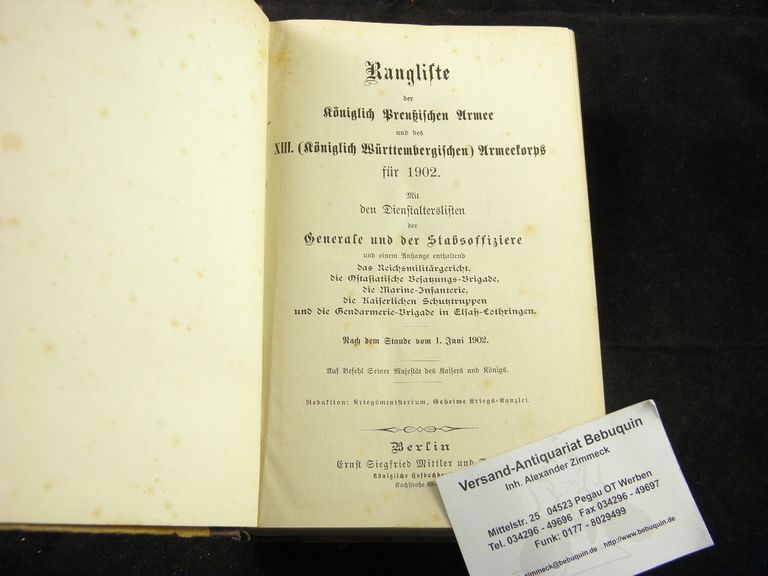 Rangliste
der
Königlich Preußischen Armee
und des
XIII. (Königlich Württembergischen) Armeekorps
für 1902.
Mit
den Dienstalterslisten
der
Generale und der Stabsoffiziere
und einem Anhange enthaltend
das Reichsmilitärgericht,
die Ostasiatische Besatzungs-Brigade,
die Marine-Infanterie,
die Kaiserlichen Schutztruppen
und die Gendarmerie-Brigade in Elsaß-Lothringen.
Nach dem Stande vom 1. Juni 1902.
Auf Befehl Seiner Majestät des Kaisers und Königs.
Redaktion: Kriegsministerium, Geheime Kriegs-Kanzlei.
Berlin
Ernst Siegfried Mittler und
Königliche
Kochstraße
Versand-Antiquariat Bebuquin
Inh. Alexander Zimmeck
Mittelstr. 25 04523 Pegau OT Werben
Tel. 034296 - 49696 Fax 034296 - 49697
Funk: 0177 - 8029499
zimmeck@bebuquin.de http://www.bebuquin.de